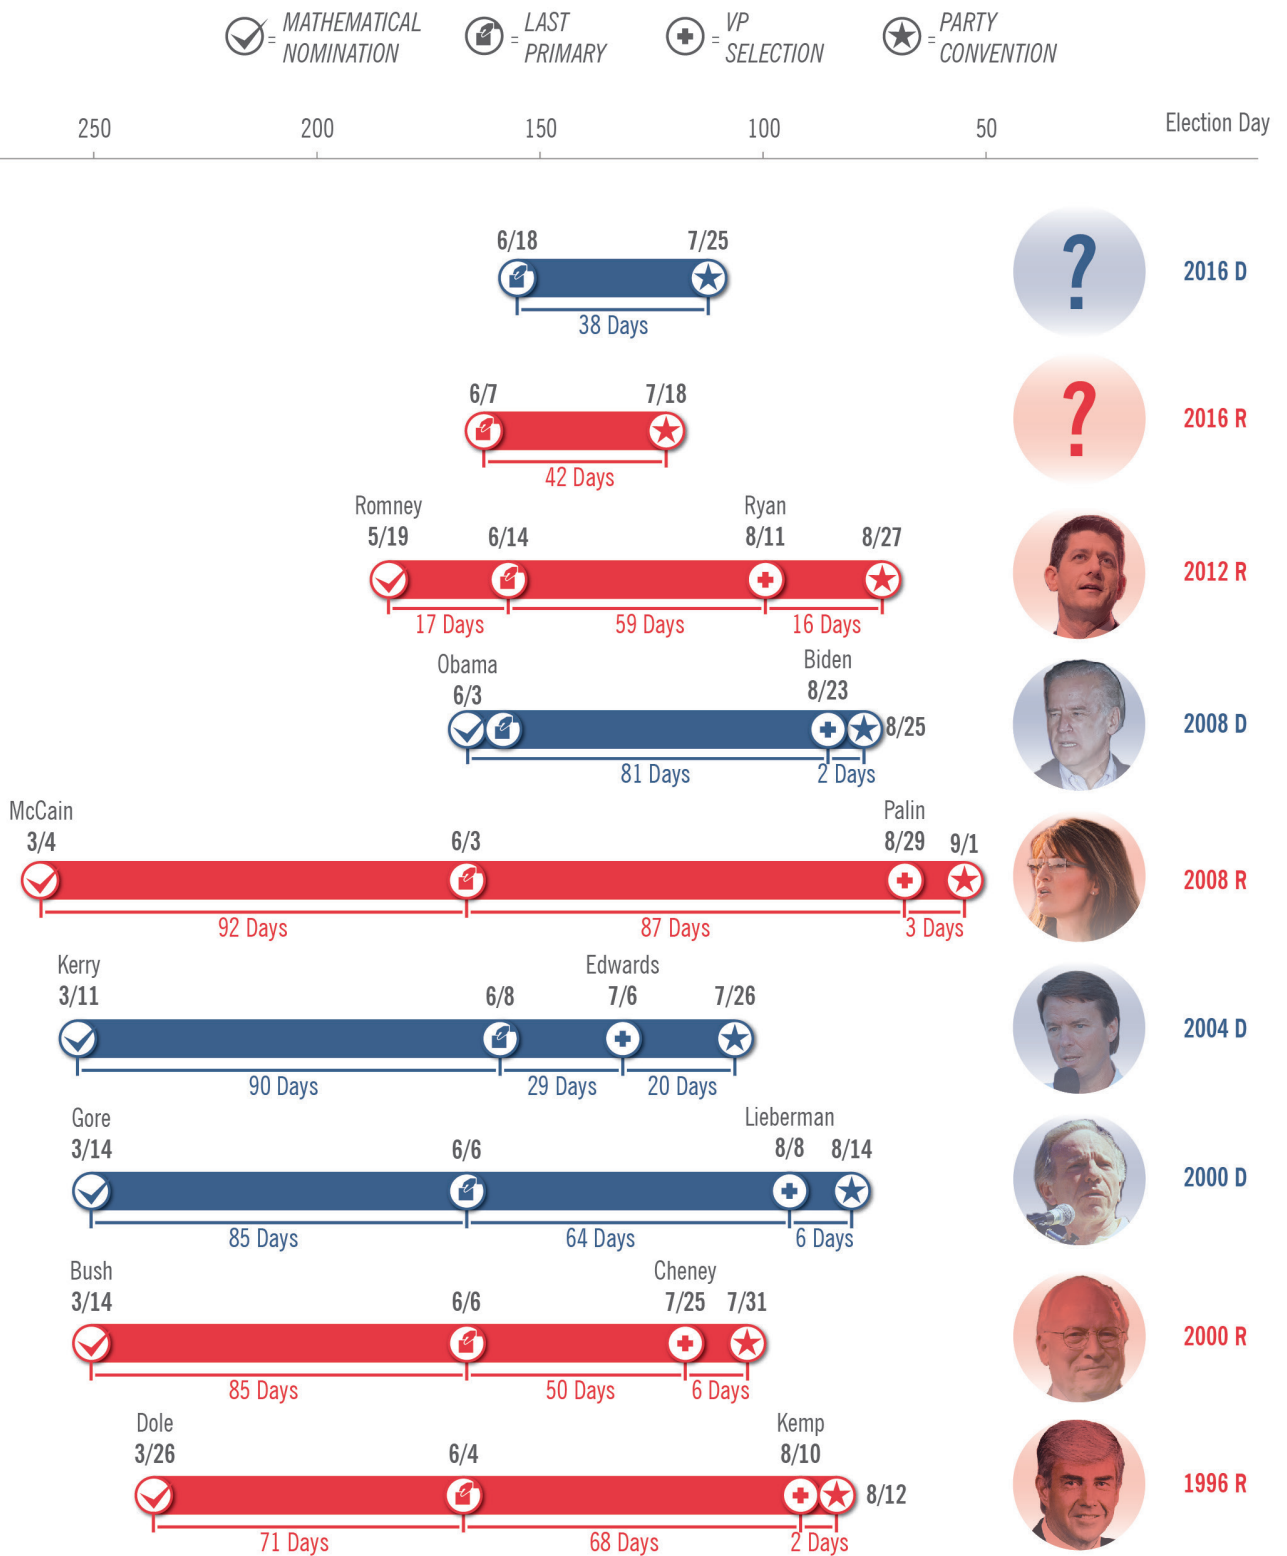 = MATHEMATICAL NOMINATION
= LAST PRIMARY
= VP SELECTION
= PARTY CONVENTION
250 200 150 100 50 Election Day
6/18 7/25
38 Days
? 2016 D
6/7 7/18
42 Days
? 2016 R
Romney Ryan
5/19 6/14 8/11 8/27
17 Days 59 Days 16 Days
2012 R
Obama Biden
6/3 8/23
8/25
81 Days 2 Days
2008 D
McCain Palin
3/4 6/3 8/29 9/1
92 Days 87 Days 3 Days
2008 R
Kerry Edwards
3/11 6/8 7/6 7/26
90 Days 29 Days 20 Days
2004 D
Gore Lieberman
3/14 6/6 8/8 8/14
85 Days 64 Days 6 Days
2000 D
Bush Cheney
3/14 6/6 7/25 7/31
85 Days 50 Days 6 Days
2000 R
Dole Kemp
3/26 6/4 8/10
8/12
71 Days 68 Days 2 Days
1996 R